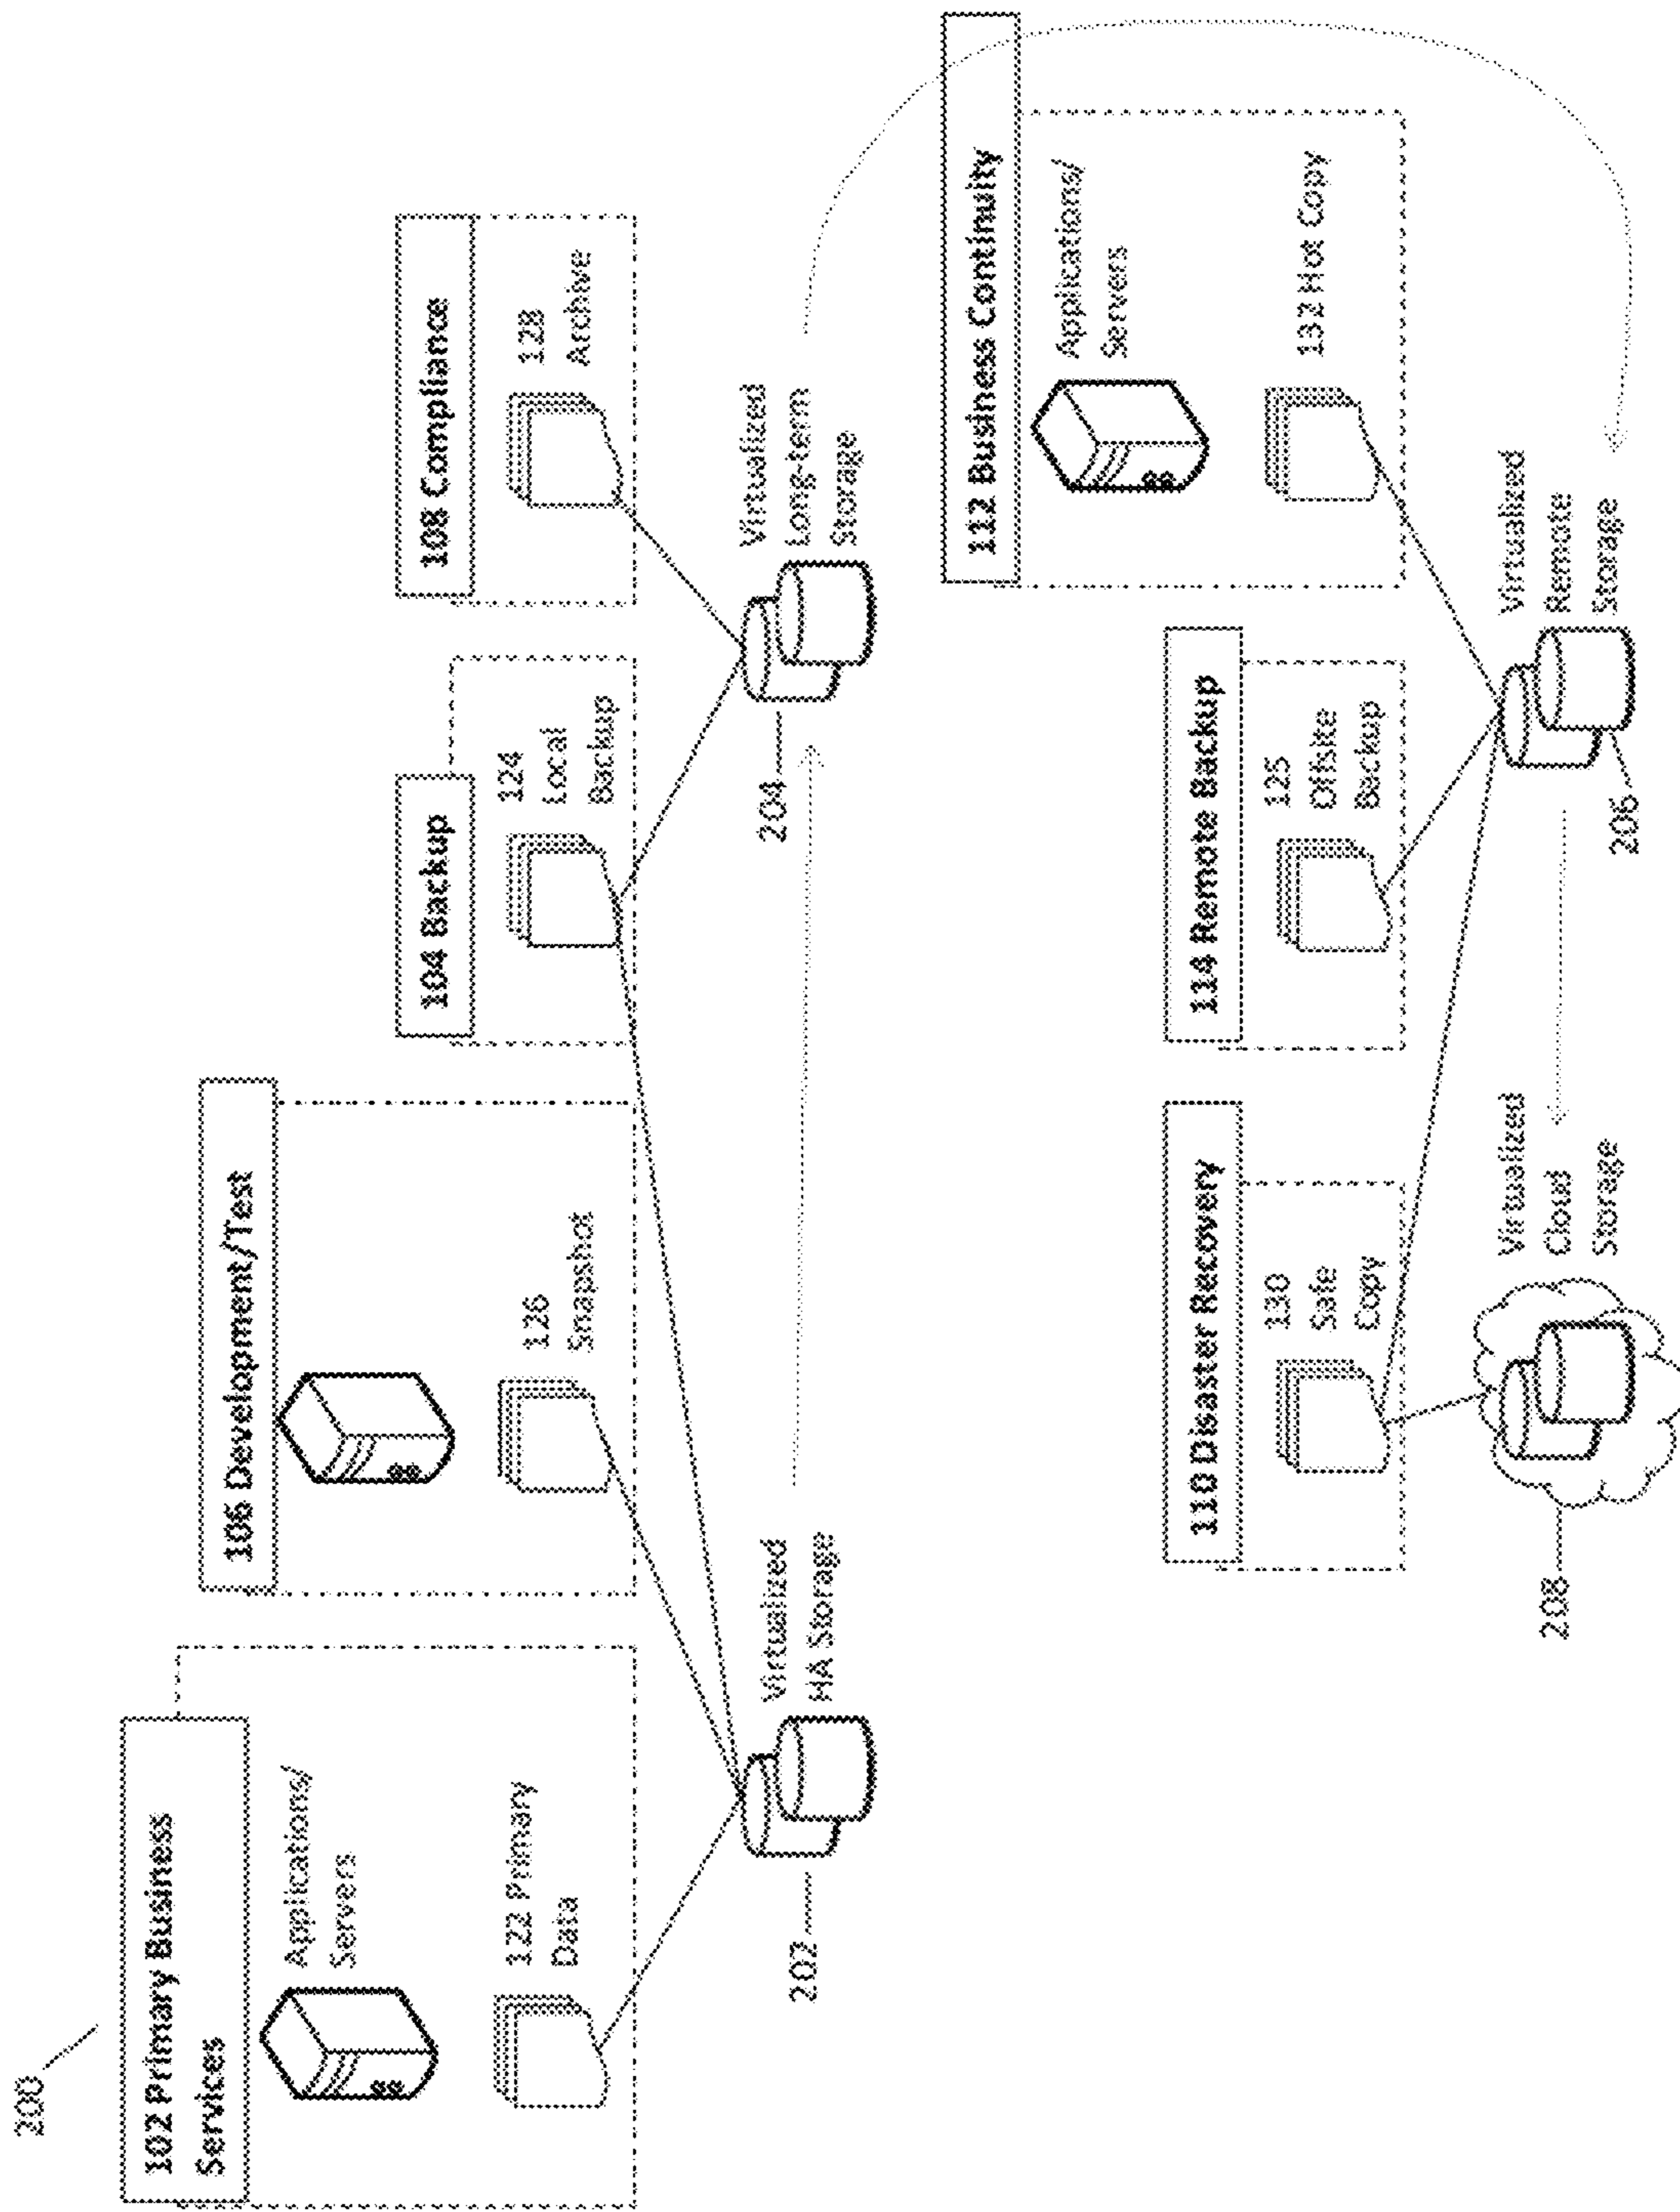 200
102 Primary Business
Services
Applications/
Servers
122 Primary
Data
106 Development/Test
126
Snapshot
104 Backup
124
Local
Backup
108 Compliance
128
Archive
Virtualized
HA Storage
202
Virtualized
Long-term
Storage
204
110 Disaster Recovery
130
Safe
Copy
114 Remote Backup
125
Offsite
Backup
112 Business Continuity
Applications/
Servers
132 Hot Copy
Virtualized
Cloud
Storage
208
Virtualized
Remote
Storage
206